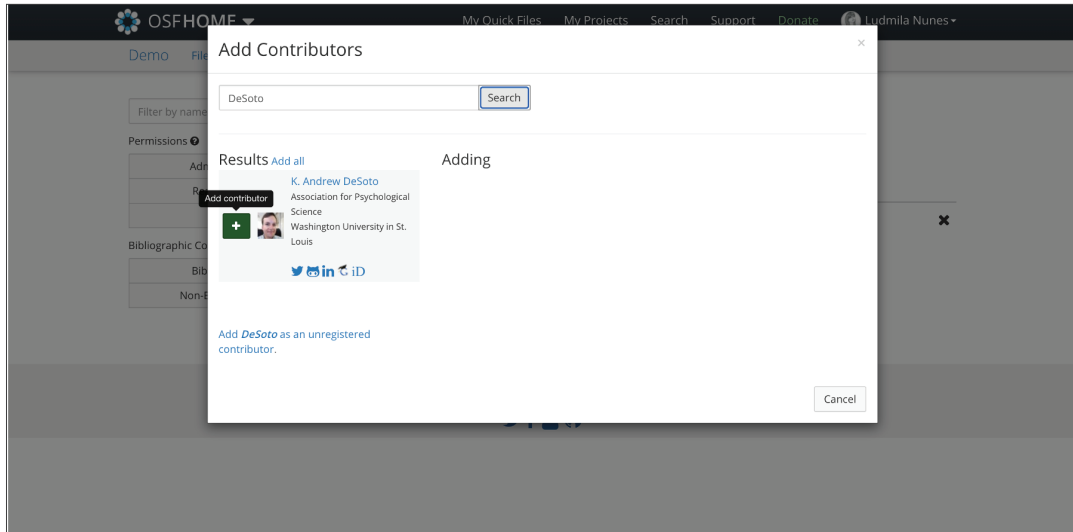 OSFHOME
My Quick Files My Projects Search Support Donate Ludmila Nunes
Demo File
Add Contributors
×
DeSoto
Search
Filter by name
Permissions
Results Add all
Adding
K. Andrew DeSoto
Association for Psychological
Science
Washington University in St.
Louis
Add contributor
+
iD
Bibliographic Co
Bib
Non-B
Add DeSoto as an unregistered
contributor.
Cancel